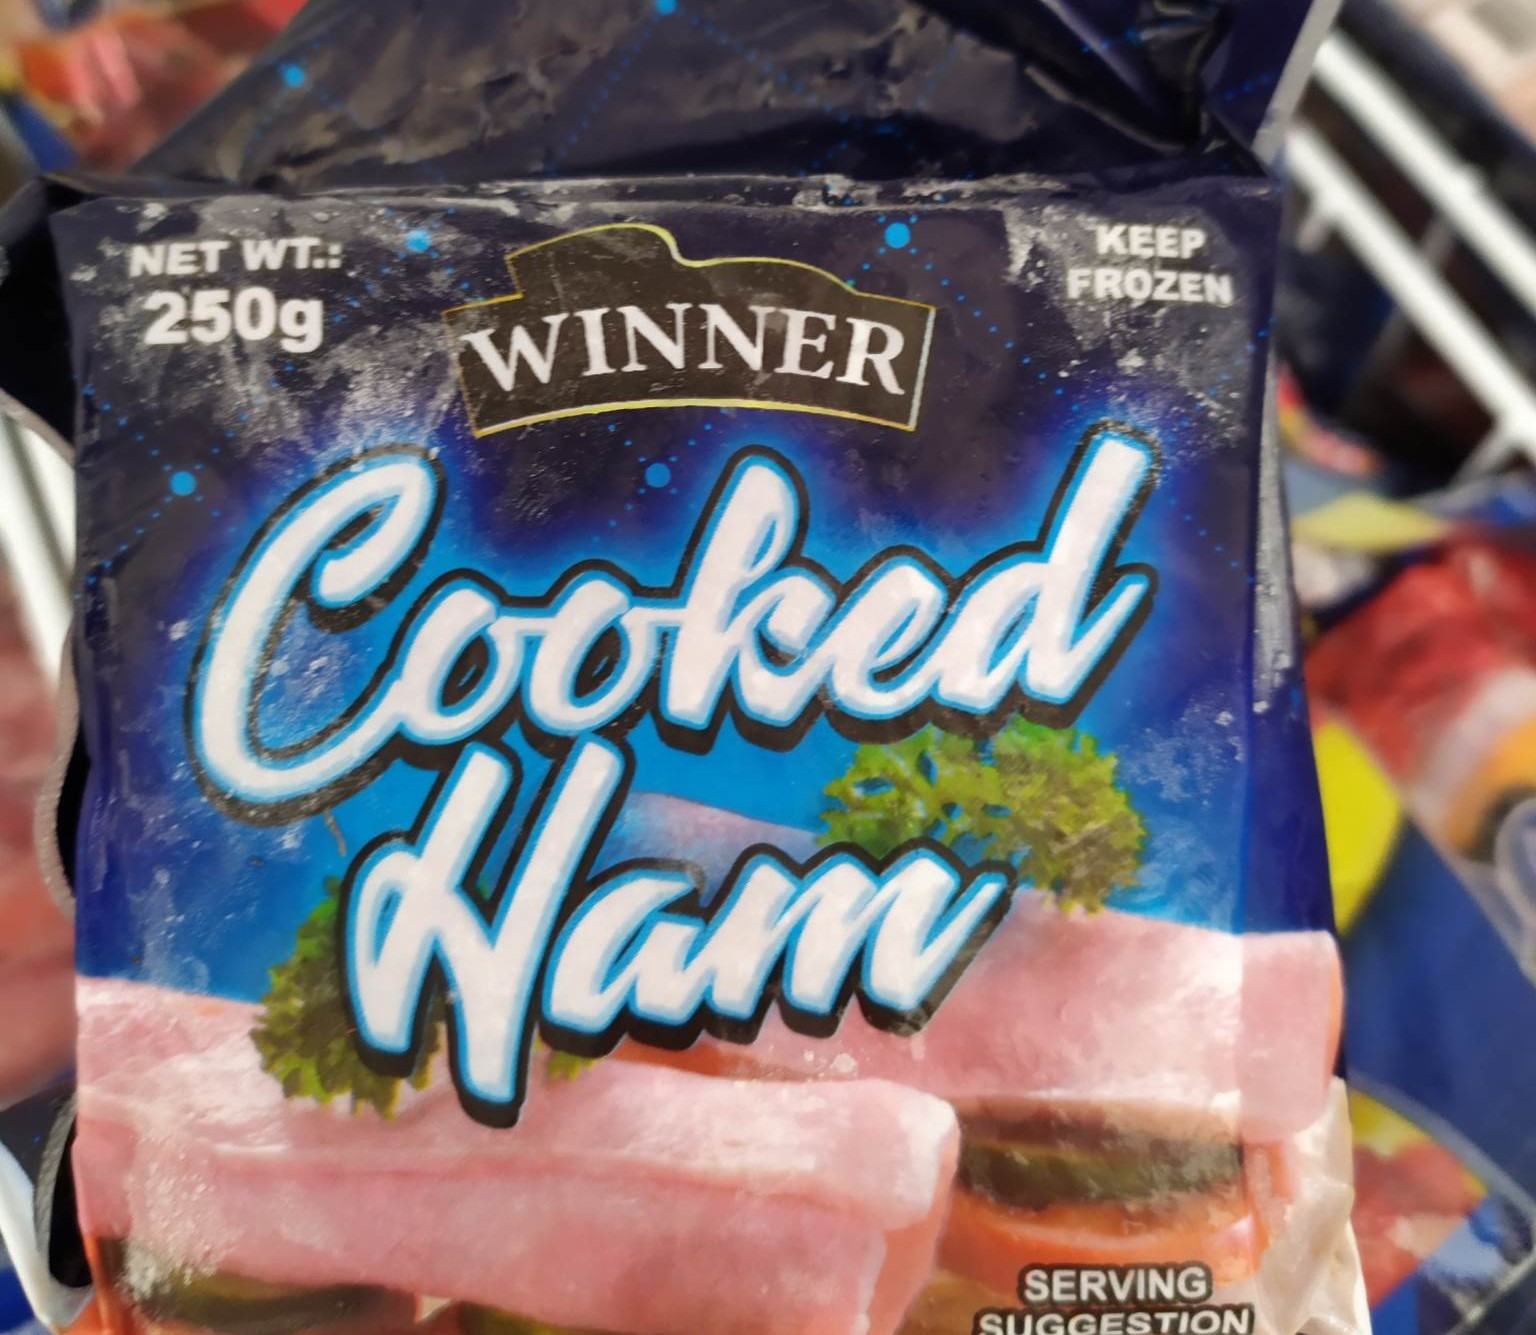 NET WT.:
250g
WINNER
KEEP
FROZEN
Cooked
Ham
SERVING
SUGGESTION